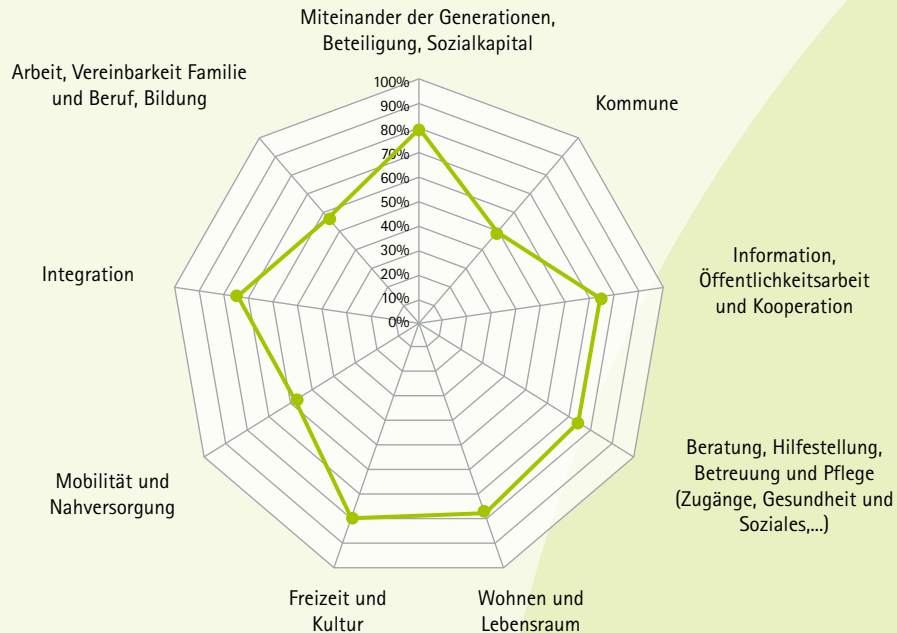 Miteinander der Generationen,
Beteiligung, Sozialkapital
Arbeit, Vereinbarkeit Familie
und Beruf, Bildung
Kommune
100%
90%
80%
70%
60%
50%
40%
30%
20%
10%
0%
Integration
Information,
Öffentlichkeitsarbeit
und Kooperation
Mobilität und
Nahversorgung
Beratung, Hilfestellung,
Betreuung und Pflege
(Zugänge, Gesundheit und
Soziales,...)
Freizeit und
Kultur
Wohnen und
Lebensraum